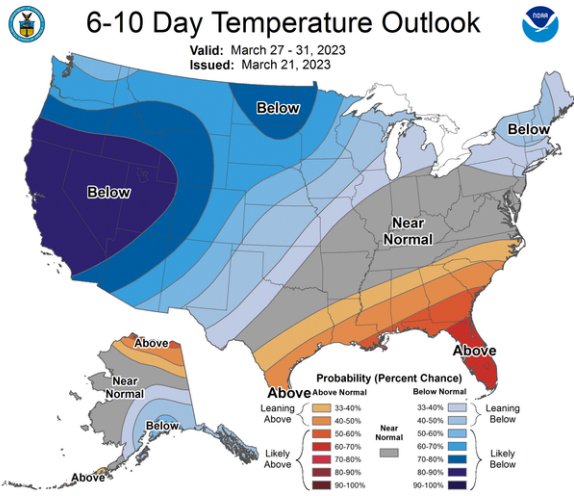 6-10 Day Temperature Outlook
NOAA
Valid: March 27 - 31, 2023
Issued: March 21, 2023
Below
Below
Below
Near
Normal
Above
Above
Near
Normal
Below
Above
Above
Probability (Percent Chance)
Above Normal
Below Normal
Leaning
Above
33-40%
40-50%
Likely
Above
50-60%
60-70%
70-80%
80-90%
90-100%
Near
Normal
33-40%
40-50%
Leaning
Below
50-60%
60-70%
70-80%
80-90%
90-100%
Likely
Below